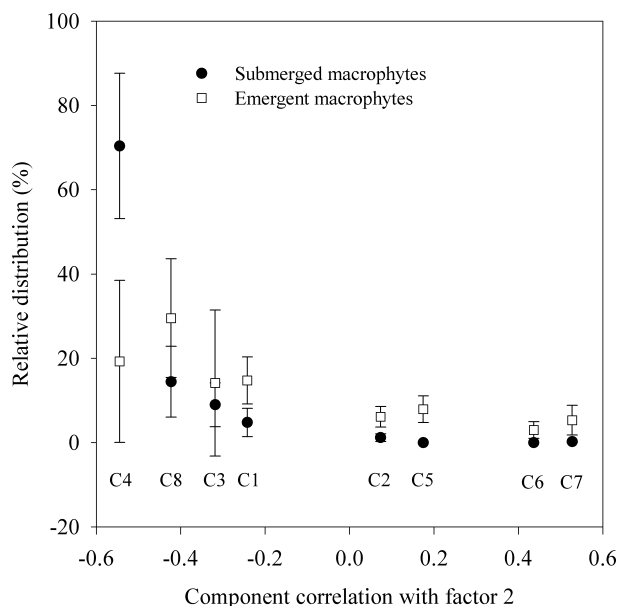 100
80
60
40
20
0
-20
Relative distribution (%)
Submerged macrophytes
Emergent macrophytes
C4 C8 C3 C1 C2 C5 C6 C7
-0.6 -0.4 -0.2 0.0 0.2 0.4 0.6
Component correlation with factor 2